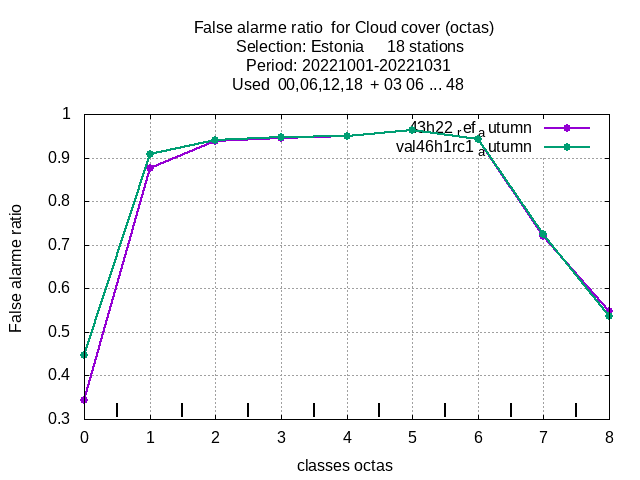 False alarme ratio  for Cloud cover (octas)
Selection: Estonia     18 stations
Period: 20221001-20221031
Used  00,06,12,18  + 03 06 ... 48
1
0.9
0.8
0.7
0.6
0.5
0.4
0.3
False alarme ratio
43h22_ref_autumn
val46h1rc1_autumn
0 1 2 3 4 5 6 7 8
classes octas